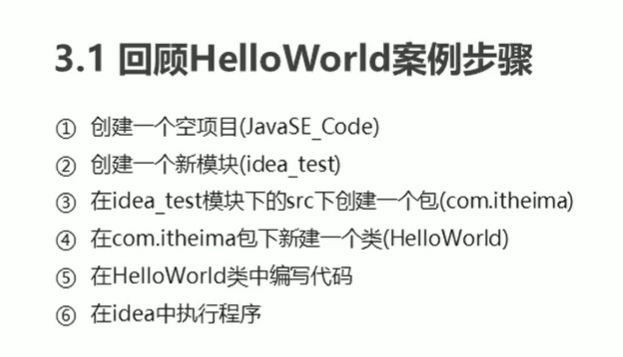 3.1 回顾HelloWorld案例步骤
① 创建一个空项目(JavaSE_Code)
② 创建一个新模块(idea_test)
③ 在idea_test模块下的src下创建一个包(com.itheima)
④ 在com.itheima包下新建一个类(HelloWorld)
⑤ 在HelloWorld类中编写代码
⑥ 在idea中执行程序